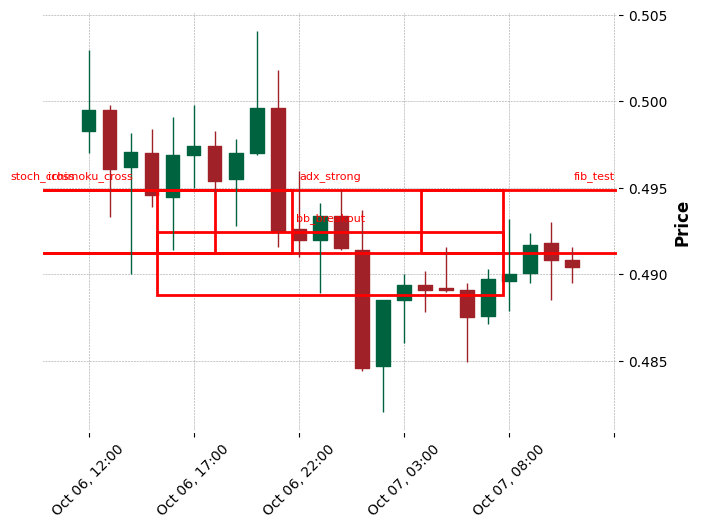 0.505
0.500
stoch_cross ichimoku_cross adx_strong fib_test
0.495
bb_breakout
0.490
0.485
Price
Oct 06, 12:00
Oct 06, 17:00
Oct 06, 22:00
Oct 07, 03:00
Oct 07, 08:00